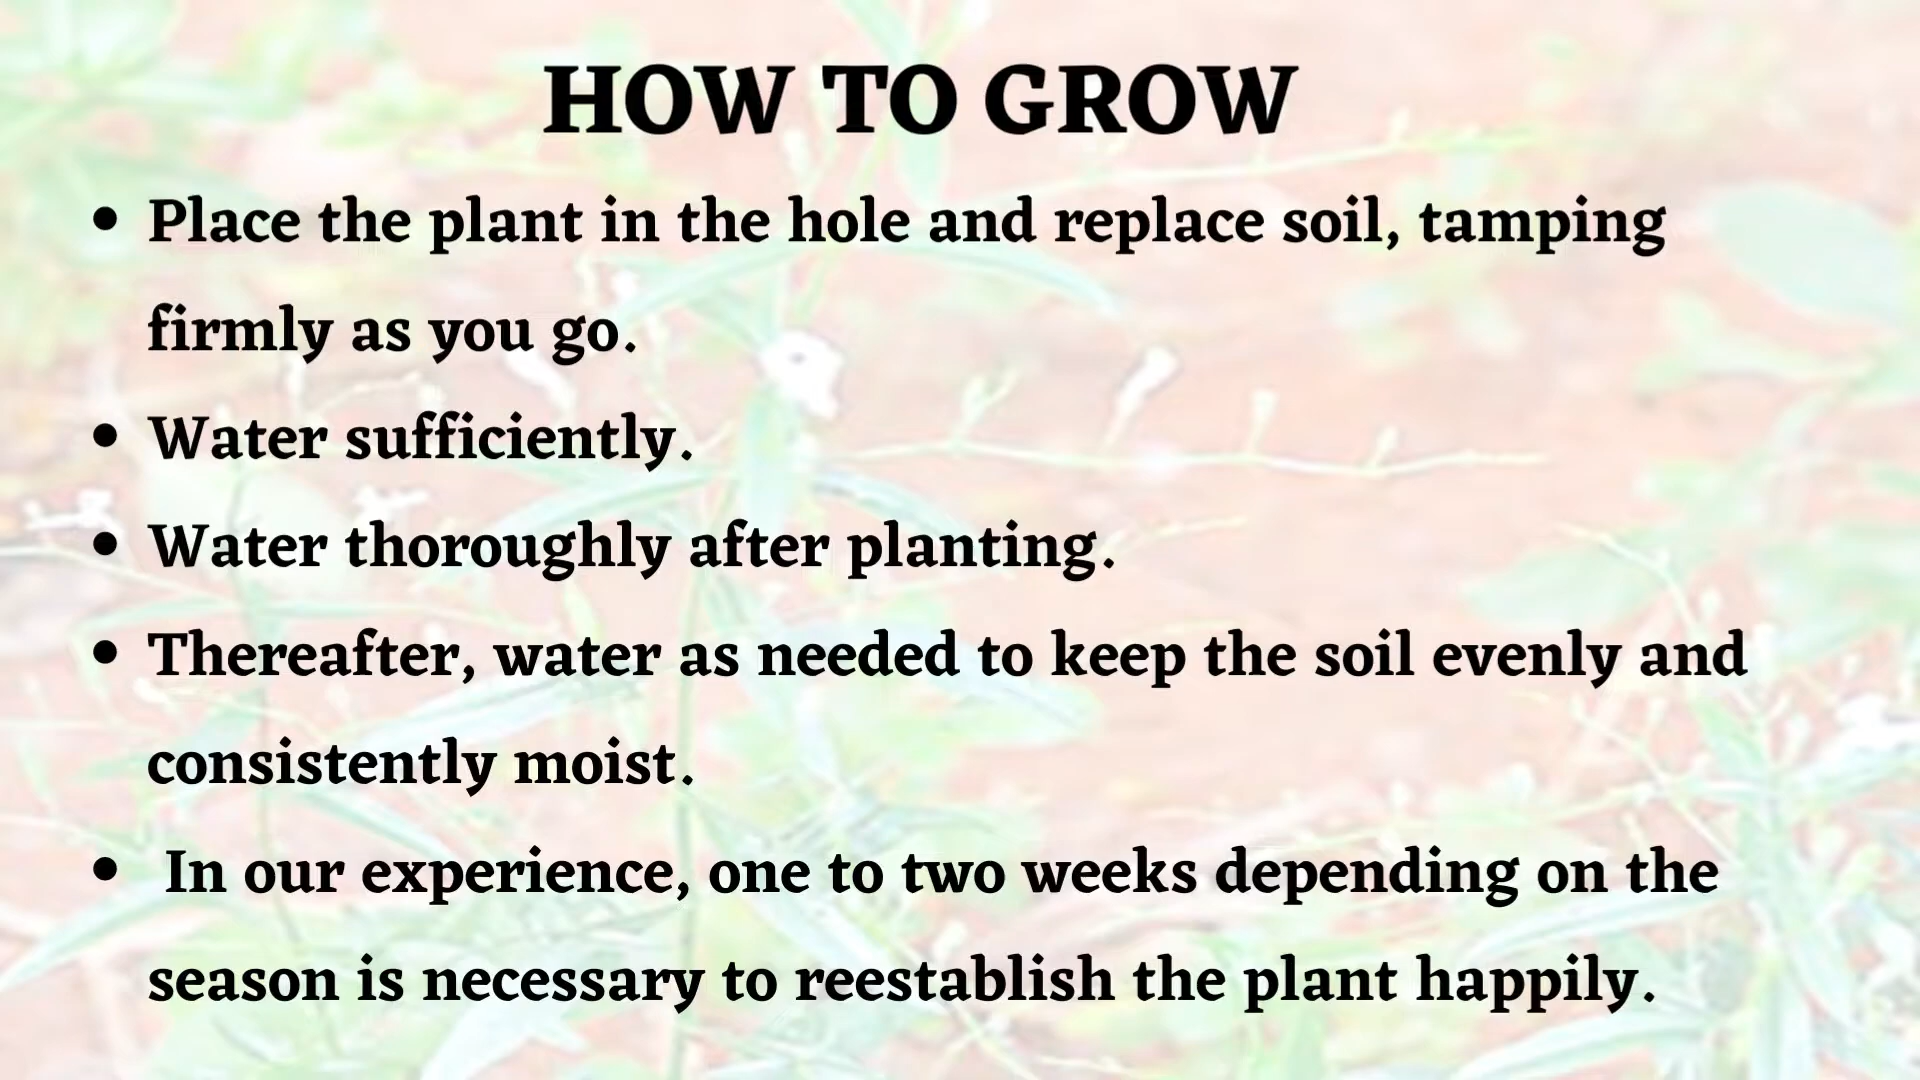 HOW TO GROW
• Place the plant in the hole and replace soil, tamping
firmly as you go.
• Water sufficiently.
• Water thoroughly after planting.
• Thereafter, water as needed to keep the soil evenly and
consistently moist.
• In our experience, one to two weeks depending on the
season is necessary to reestablish the plant happily.